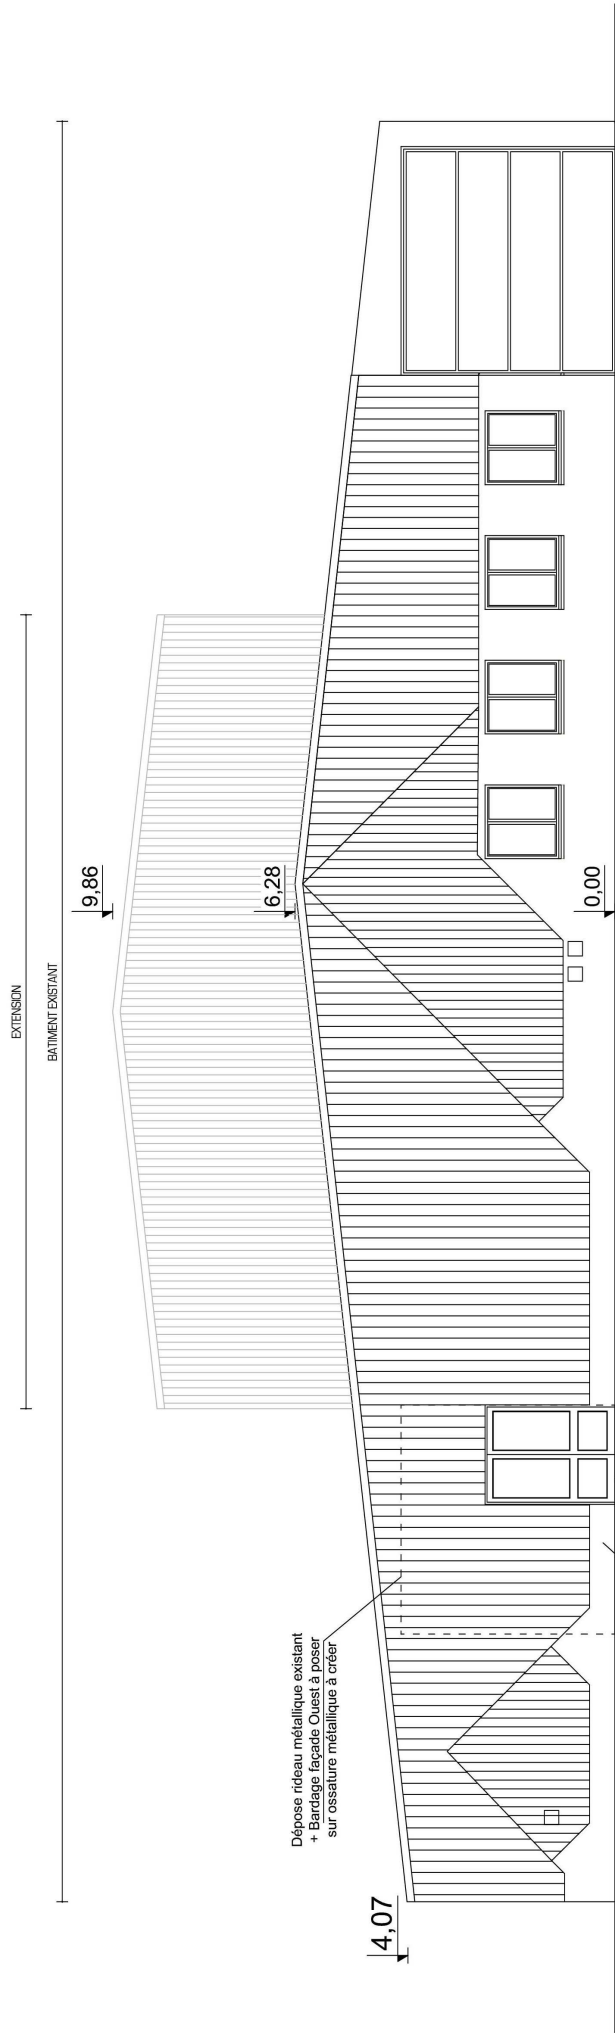 EXTENSION
BATIMENT EXISTANT
9,86
6,28
0,00
Dépose rideau métallique existant
+ Bardage façade Ouest à poser
sur ossature métallique à créer
4,07